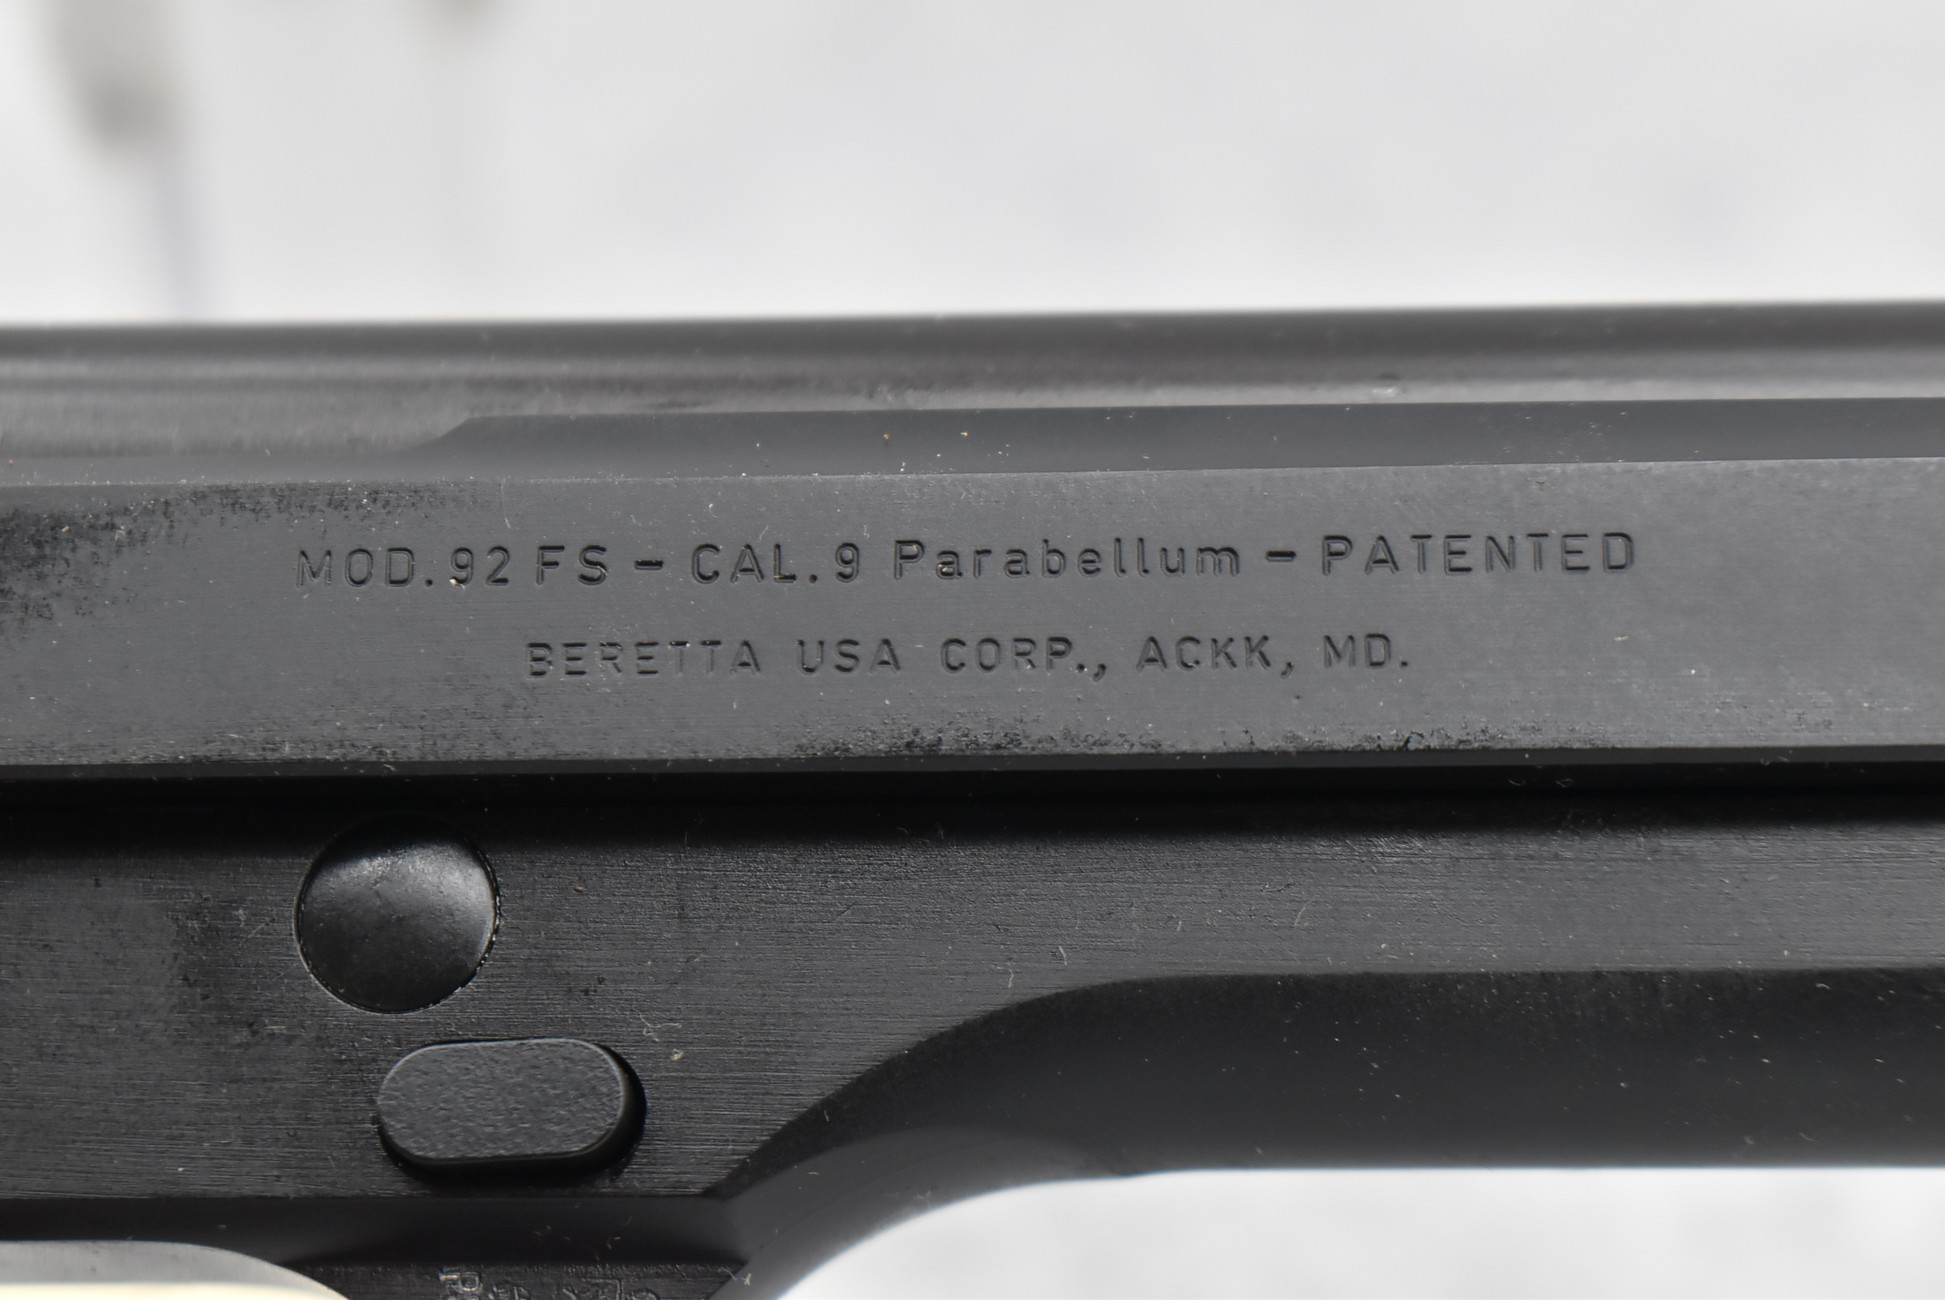 MOD. 92 FS – CAL. 9 Parabellum – PATENTED
BERETTA USA CORP., ACKK, MD.